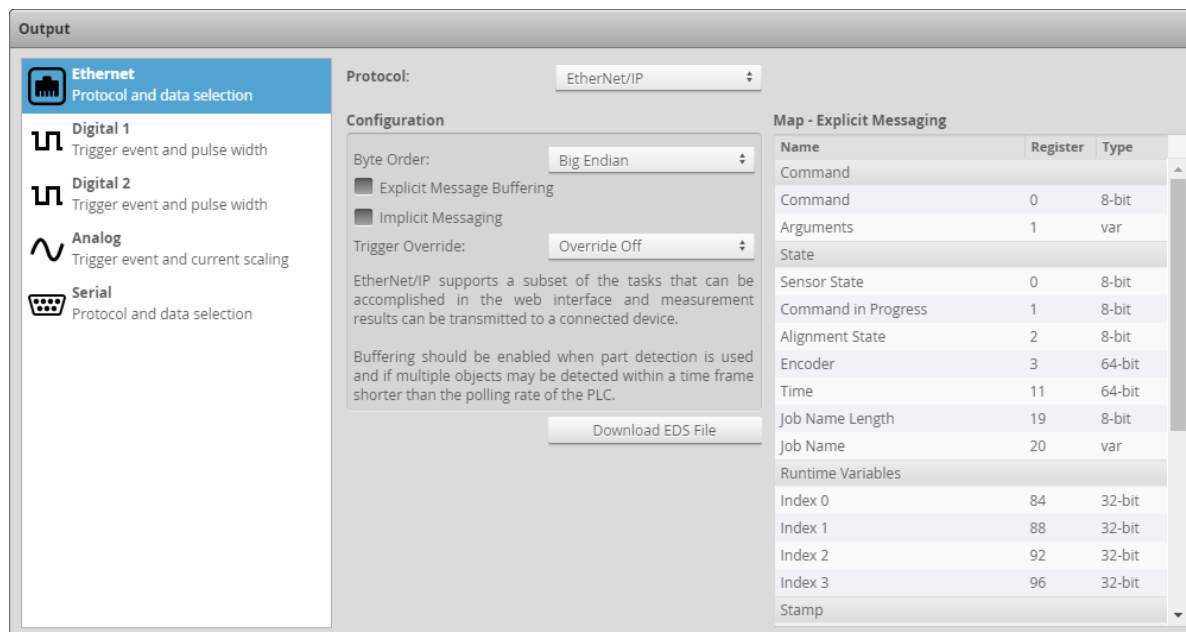 Output
Ethernet
Protocol and data selection
Digital 1
Trigger event and pulse width
Digital 2
Trigger event and pulse width
Analog
Trigger event and current scaling
Serial
Protocol and data selection
Protocol:
EtherNet/IP
Configuration
Byte Order:
Big Endian
Explicit Message Buffering
Implicit Messaging
Trigger Override:
Override Off
EtherNet/IP supports a subset of the tasks that can be
accomplished in the web interface and measurement
results can be transmitted to a connected device.
Buffering should be enabled when part detection is used
and if multiple objects may be detected within a time frame
shorter than the polling rate of the PLC.
Download EDS File
Map - Explicit Messaging
Name Register Type
Command
Command 0 8-bit
Arguments 1 var
State
Sensor State 0 8-bit
Command in Progress 1 8-bit
Alignment State 2 8-bit
Encoder 3 64-bit
Time 11 64-bit
Job Name Length 19 8-bit
Job Name 20 var
Runtime Variables
Index 0 84 32-bit
Index 1 88 32-bit
Index 2 92 32-bit
Index 3 96 32-bit
Stamp